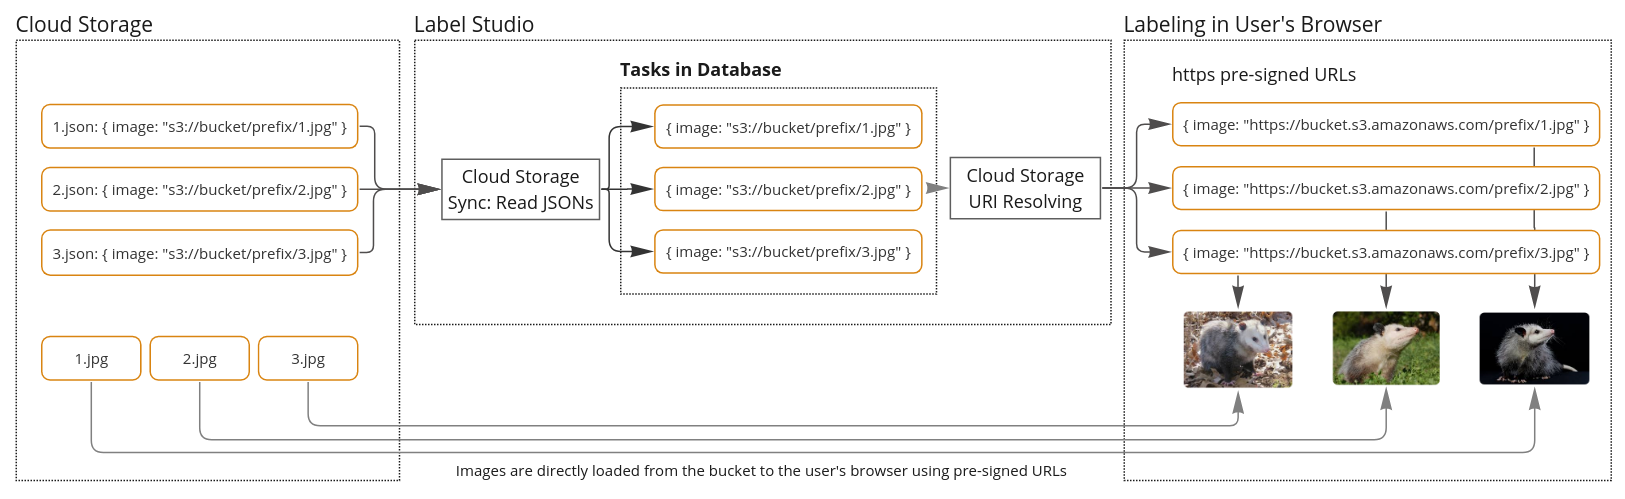 Cloud Storage
1.json: { image: "s3://bucket/prefix/1.jpg" }
2.json: { image: "s3://bucket/prefix/2.jpg" }
3.json: { image: "s3://bucket/prefix/3.jpg" }
1.jpg
2.jpg
3.jpg
Label Studio
Cloud Storage
Sync: Read JSONs
Tasks in Database
{ image: "s3://bucket/prefix/1.jpg" }
{ image: "s3://bucket/prefix/2.jpg" }
{ image: "s3://bucket/prefix/3.jpg" }
Cloud Storage
URI Resolving
Labeling in User's Browser
https pre-signed URLs
{ image: "https://bucket.s3.amazonaws.com/prefix/1.jpg" }
{ image: "https://bucket.s3.amazonaws.com/prefix/2.jpg" }
{ image: "https://bucket.s3.amazonaws.com/prefix/3.jpg" }
Images are directly loaded from the bucket to the user's browser using pre-signed URLs